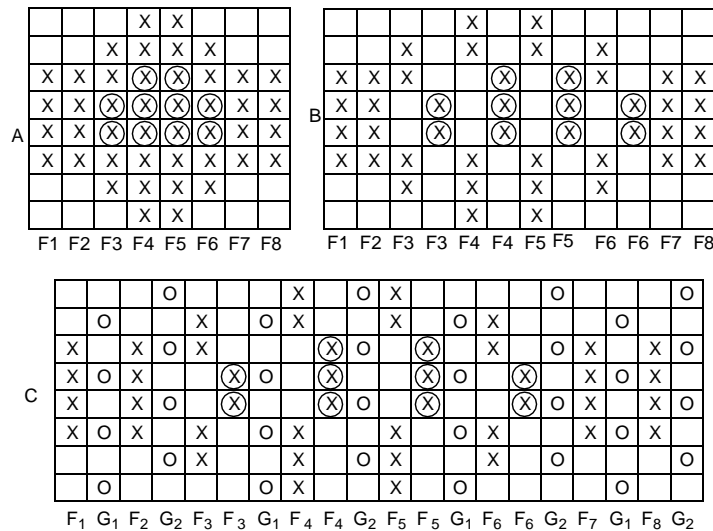 X X
X X X X
X X X X X X X X
X X X X X X X X
A X X X X X X X X
X X X X X X X X
X X X X
X X
F1 F2 F3 F4 F5 F6 F7 F8
X X
X X X X
X X X X X X X X
B X X X X X X X X
X X X X X X X X
X X X X X X X X
X X X X
X X
F1 F2 F3 F3 F4 F4 F5 F5 F6 F6 F7 F8
O X O X O O
O X O X X O X O
X X O X X O X X O X X O
X O X X O X X O X X O X
C X X O X X O X X O X X O
X O X X O X X O X X O X
O X X O X X O O
O O X X O O
F1 G1 F2 G2 F3 F3 G1 F4 F4 G2 F5 F5 G1 F6 F6 G2 F7 G1 F8 G2